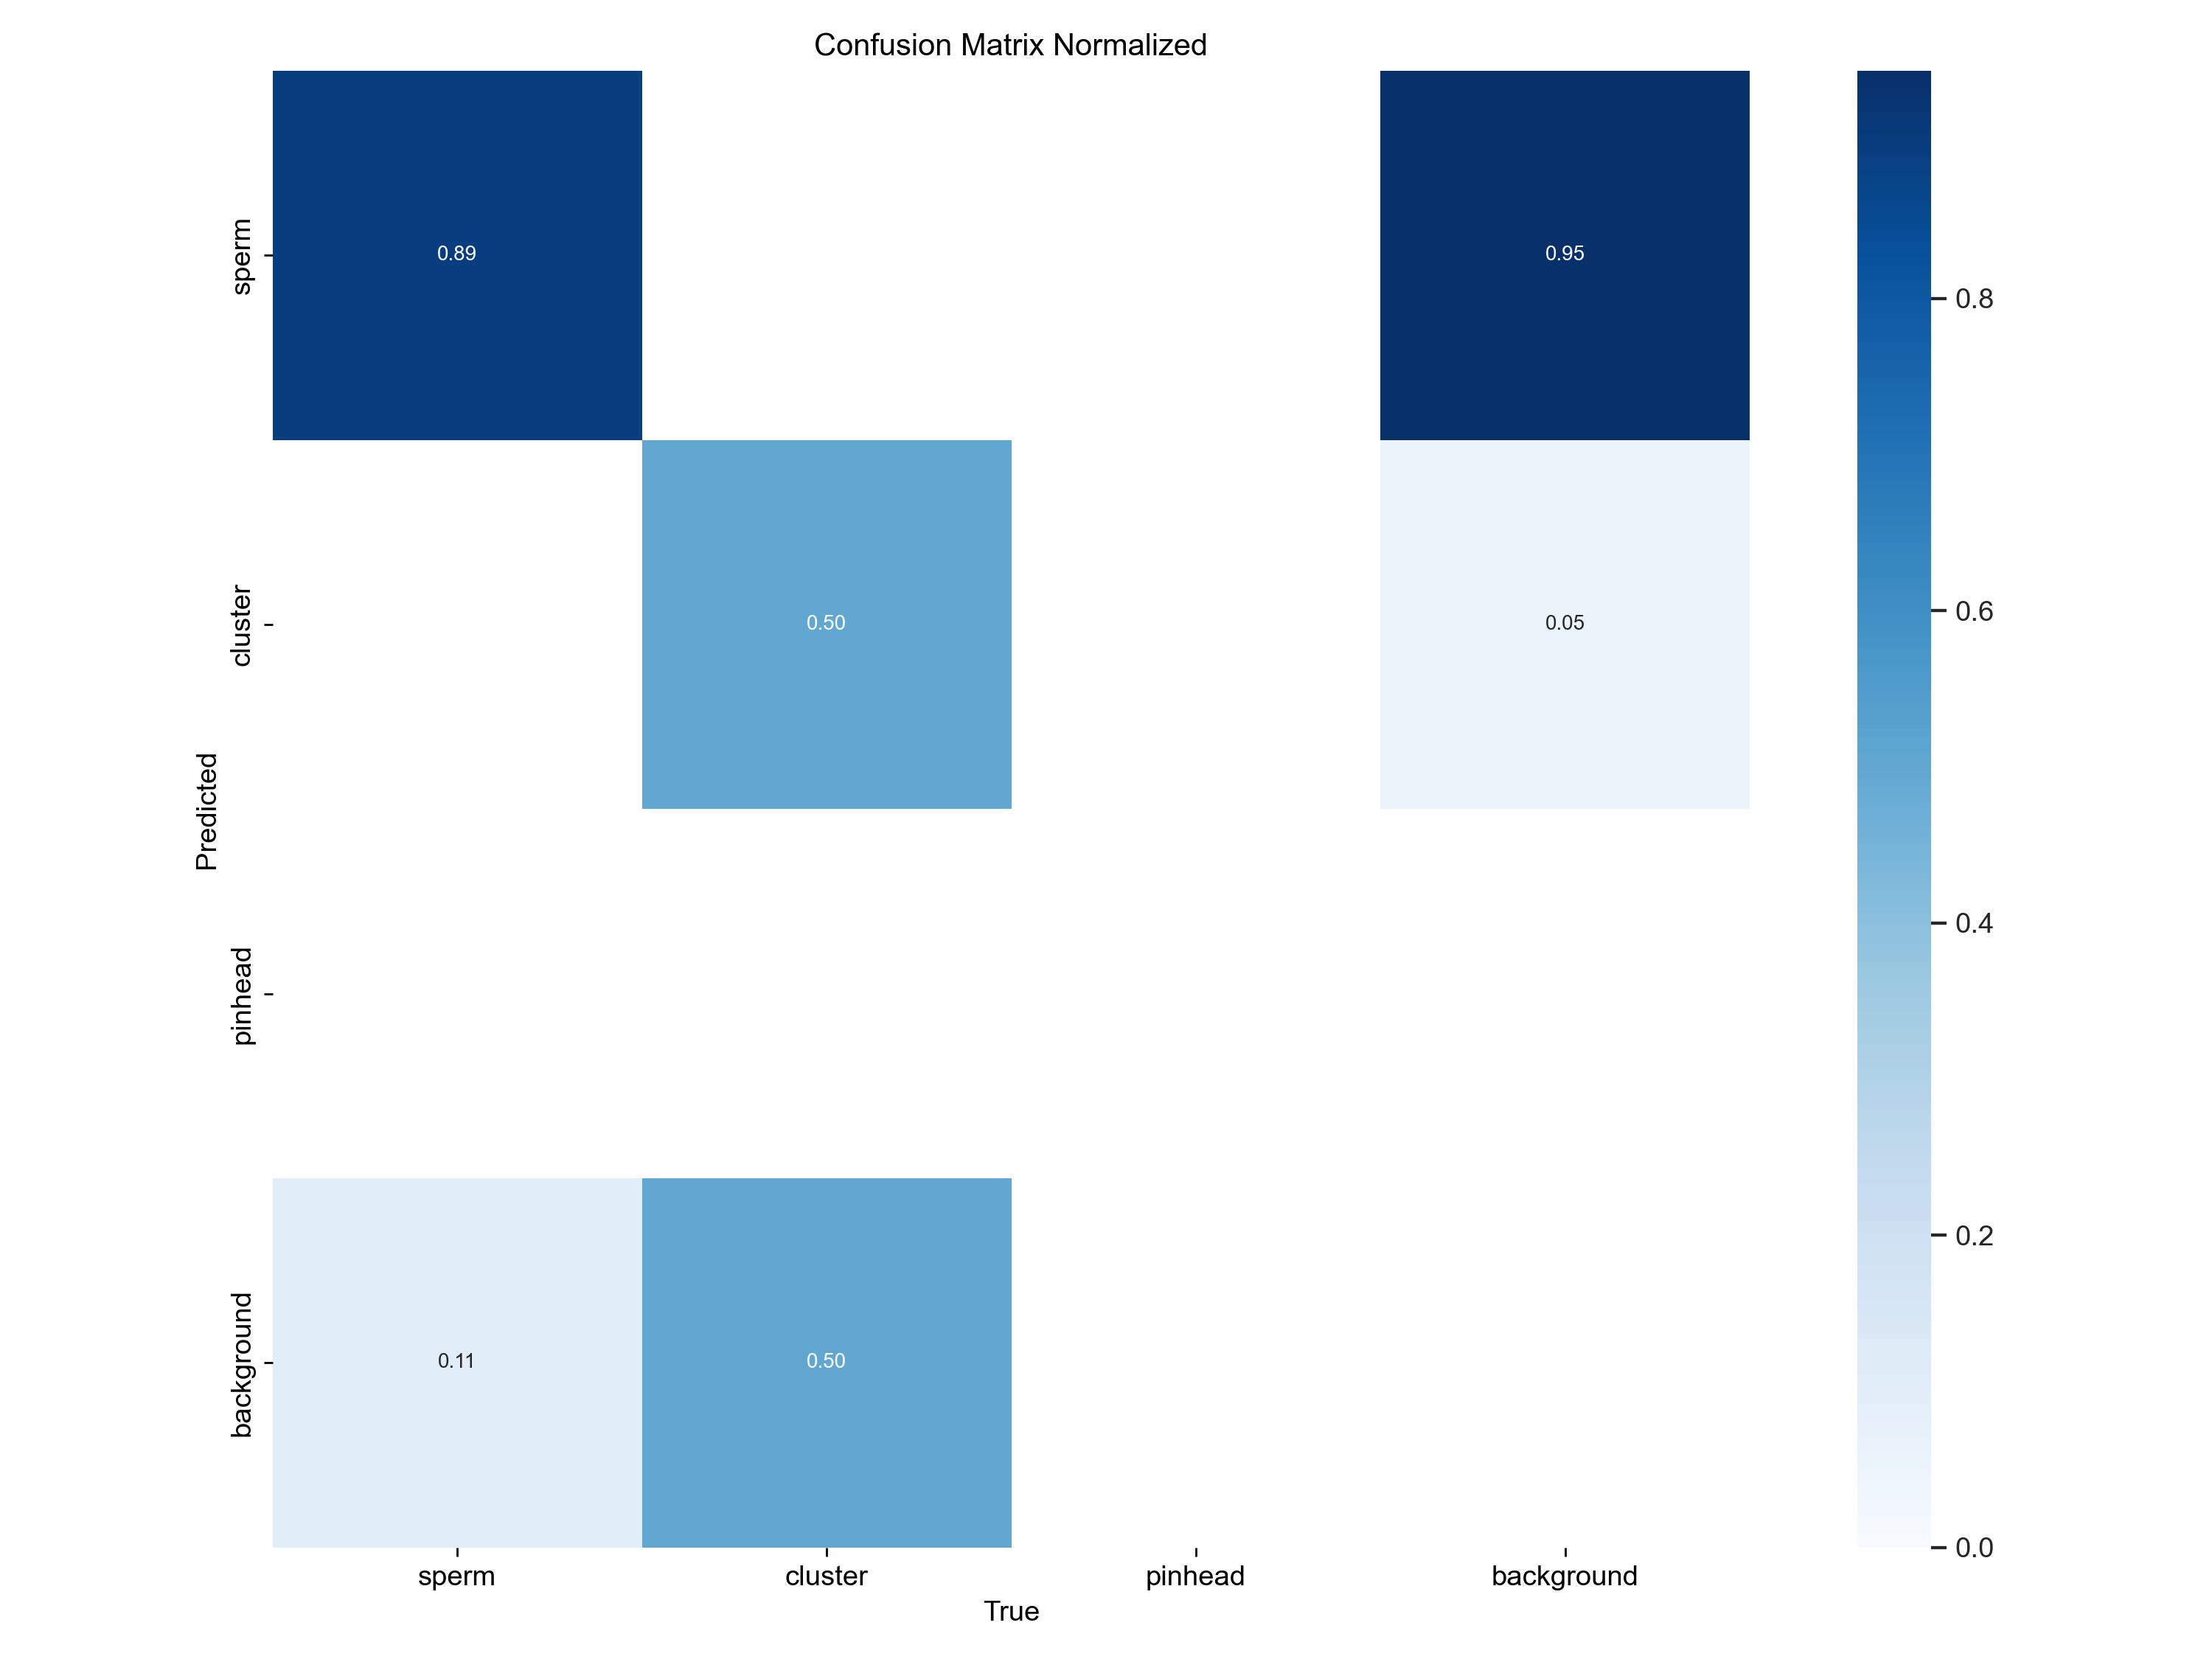 Confusion Matrix Normalized
sperm
cluster
pinhead
background
Predicted
0.89
0.95
0.50
0.05
0.11
0.50
sperm
cluster
pinhead
background
True
0.8
0.6
0.4
0.2
0.0